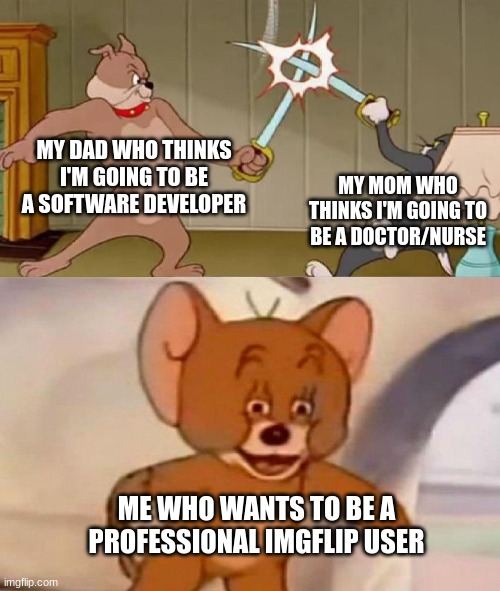 MY DAD WHO THINKS
I'M GOING TO BE
A SOFTWARE DEVELOPER
MY MOM WHO
THINKS I'M GOING TO
BE A DOCTOR/NURSE
ME WHO WANTS TO BE A
PROFESSIONAL IMGFLIP USER
imgflip.com